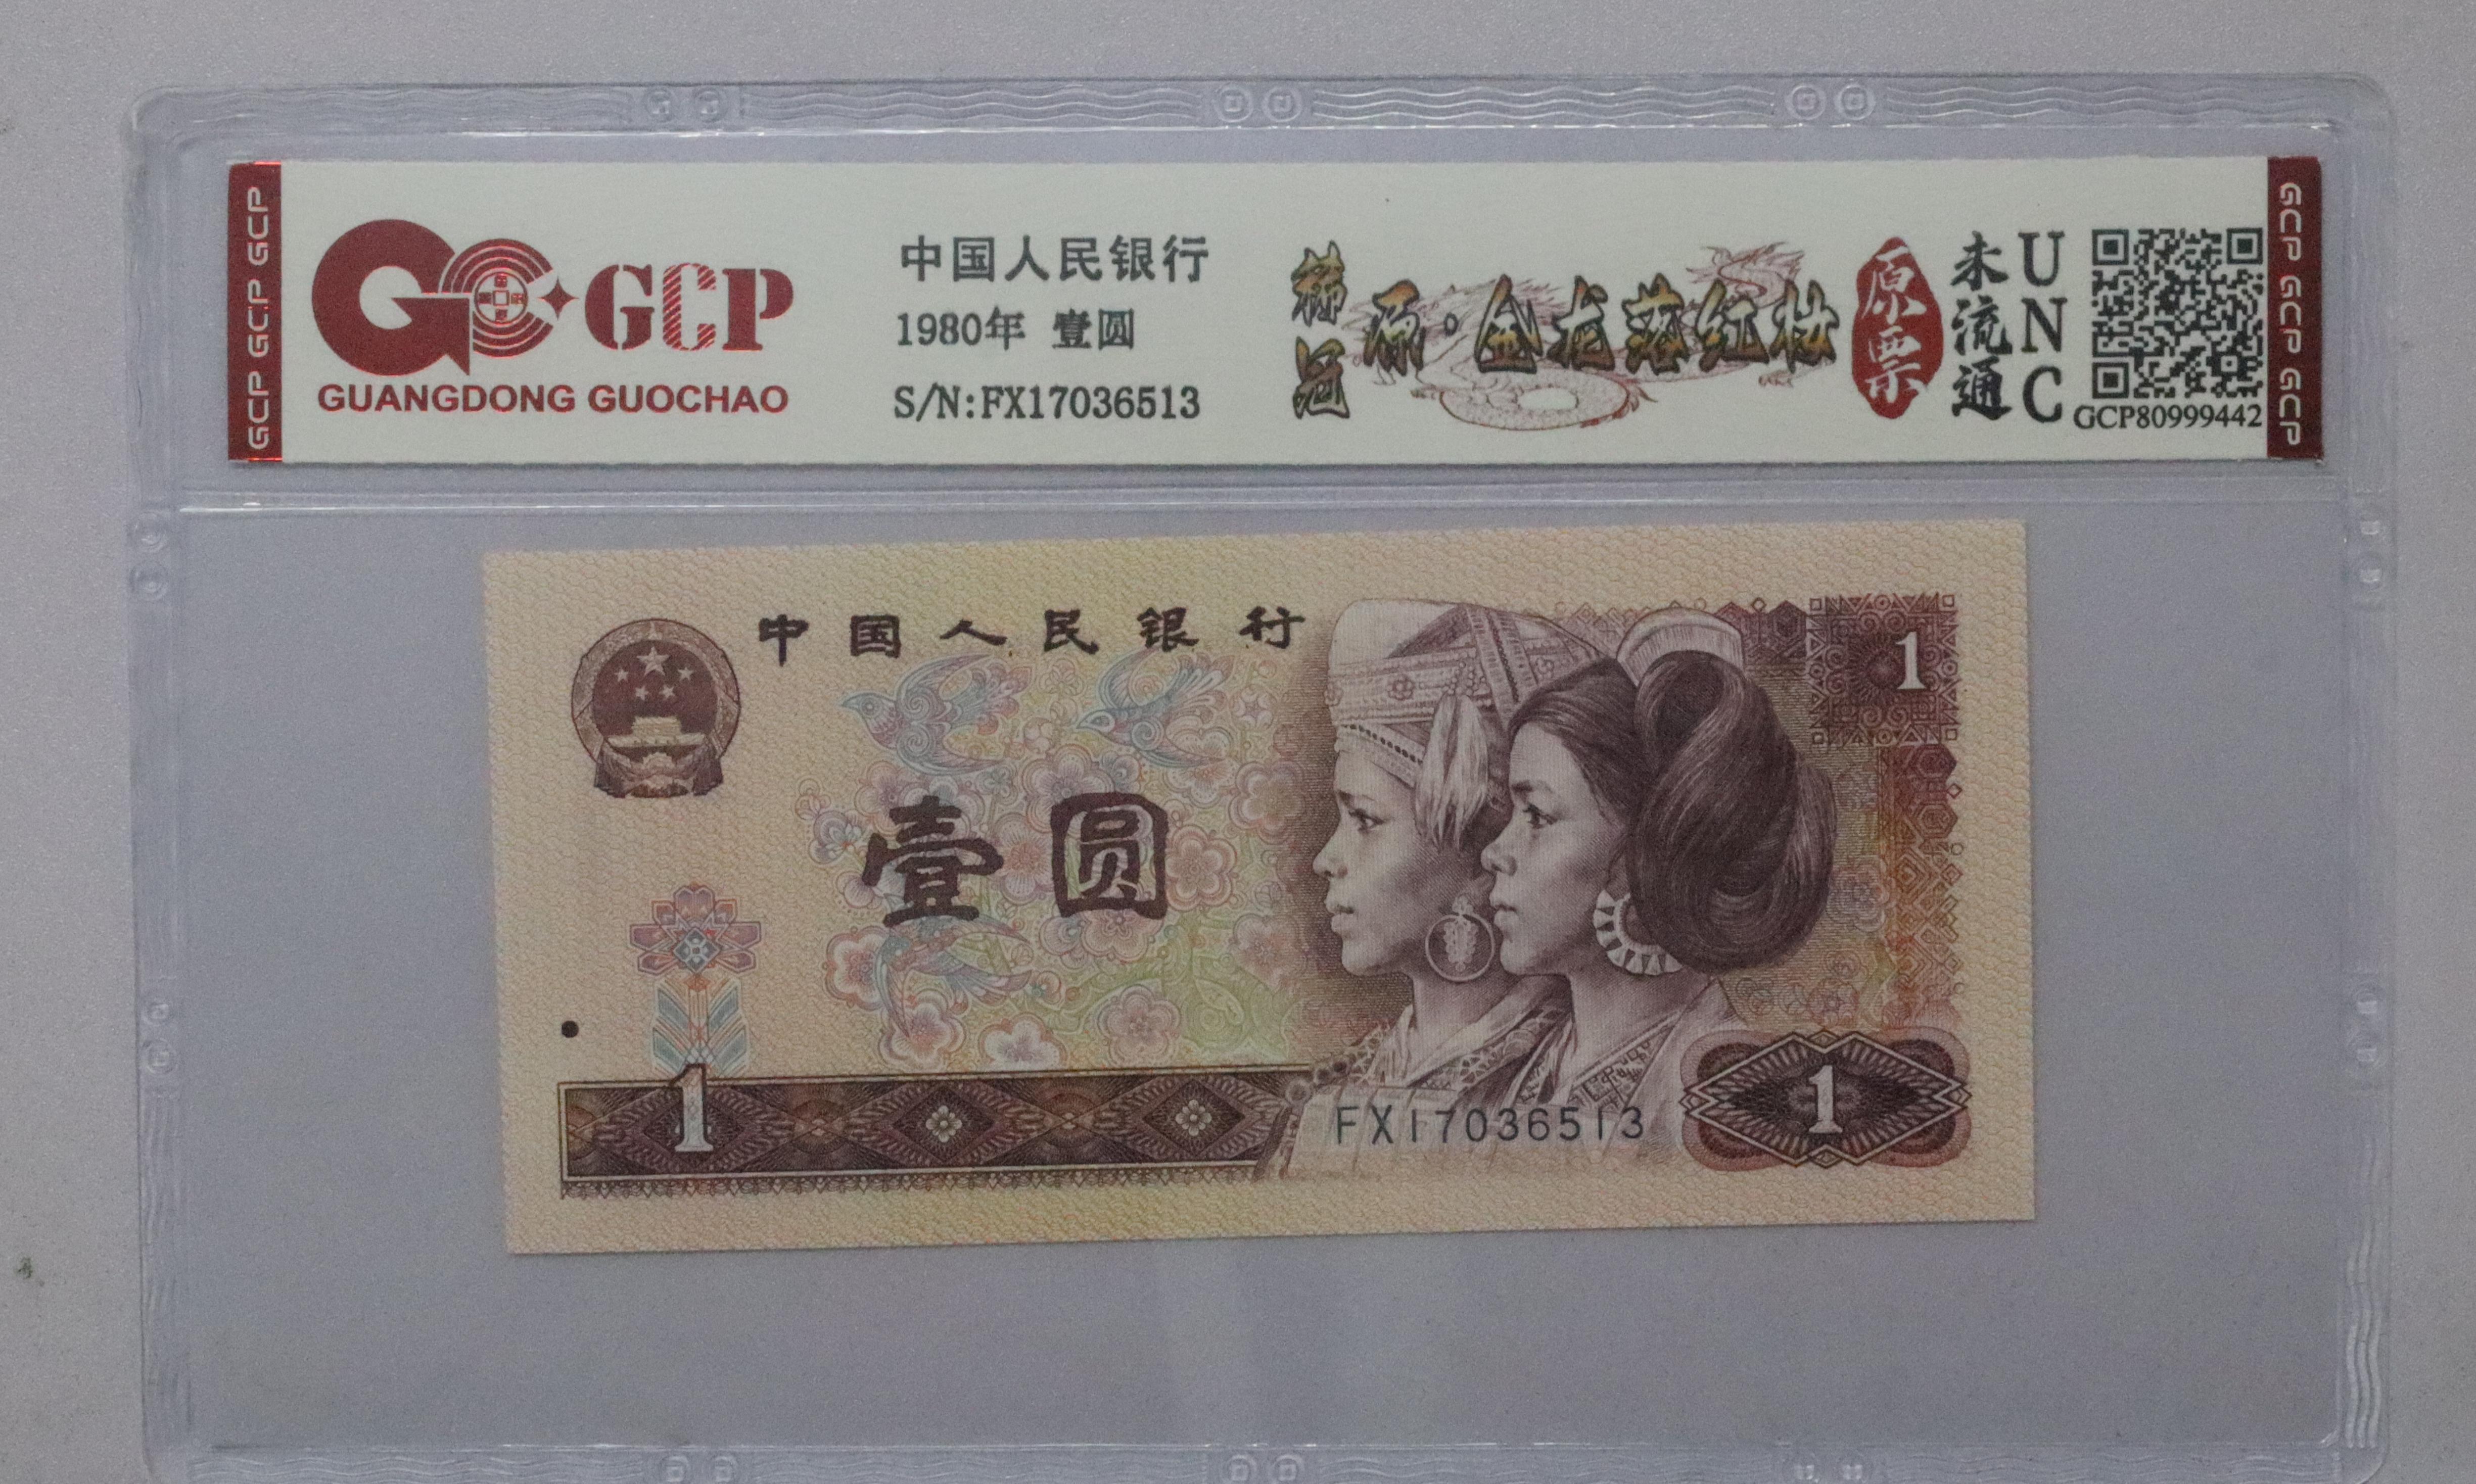 GCP GCP GCP
GCP
GUANGDONG GUOCHAO
中国人民银行
1980年 壹圆
S/N:FX17036513
稀冠
原·金龙落红妆
原票
未流通
UNC
GCP80999442
GCP GCP GCP
中国人民银行
1
壹圆
1
FX17036513
1